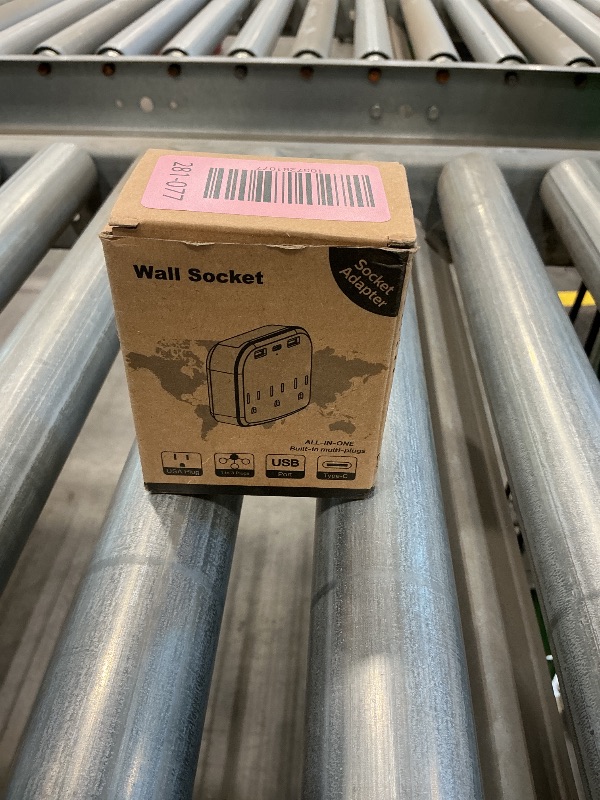 281-077
Wall Socket
Socket
Adapter
ALL-IN-ONE
Built-in multi-plugs
USA Plug
USB
Port
Type-C